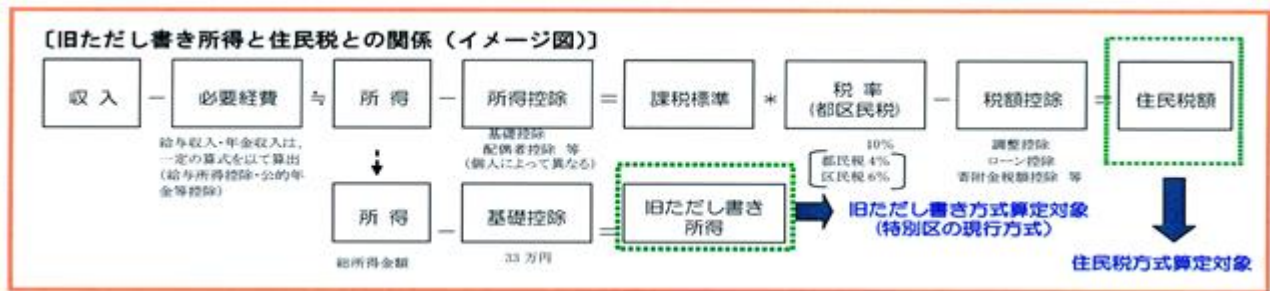 〔旧ただし書き所得と住民税との関係（イメージ図）〕
収 入 － 必要経費 ≒ 所 得 － 所得控除 ＝ 課税標準 * 税 率 － 税額控除 ＝ 住民税額
(都区民税)
給与収入・年金収入は、
一定の算式を以て算出
(給与所得控除・公的年
金等控除)
基礎控除
配偶者控除 等
(個人によって異なる)
10%
都民税 4%
区民税 6%
調整控除
ローン控除
寄附金税額控除 等
所 得 － 基礎控除 ＝ 旧ただし書き
所得
総所得金額
33 万円
旧ただし書き方式算定対象
(特別区の現行方式)
住民税方式算定対象